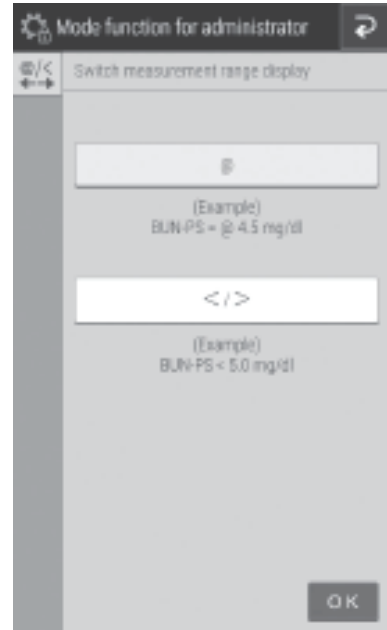 Mode function for administrator
@/<
Switch measurement range display
@
(Example)
BUN-PS = @ 4.5 mg/dl
< / >
(Example)
BUN-PS < 5.0 mg/dl
OK